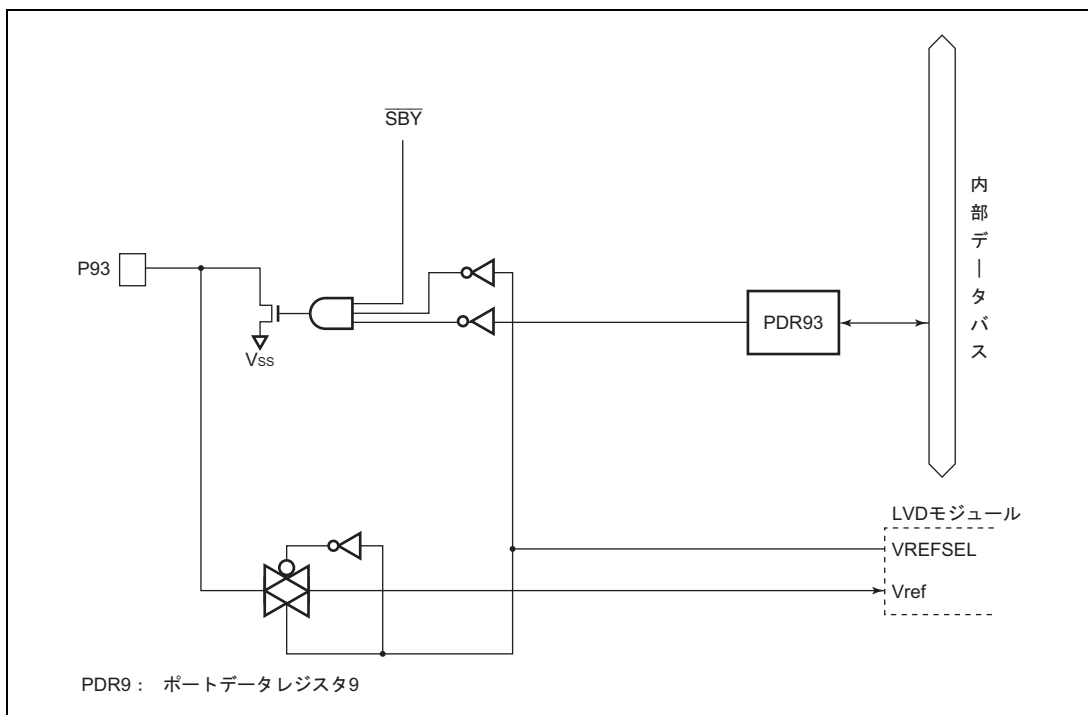 SBY
P93
VSS
PDR93
内部データバス
LVDモジュール
VREFSEL
Vref
PDR9： ポートデータレジスタ9